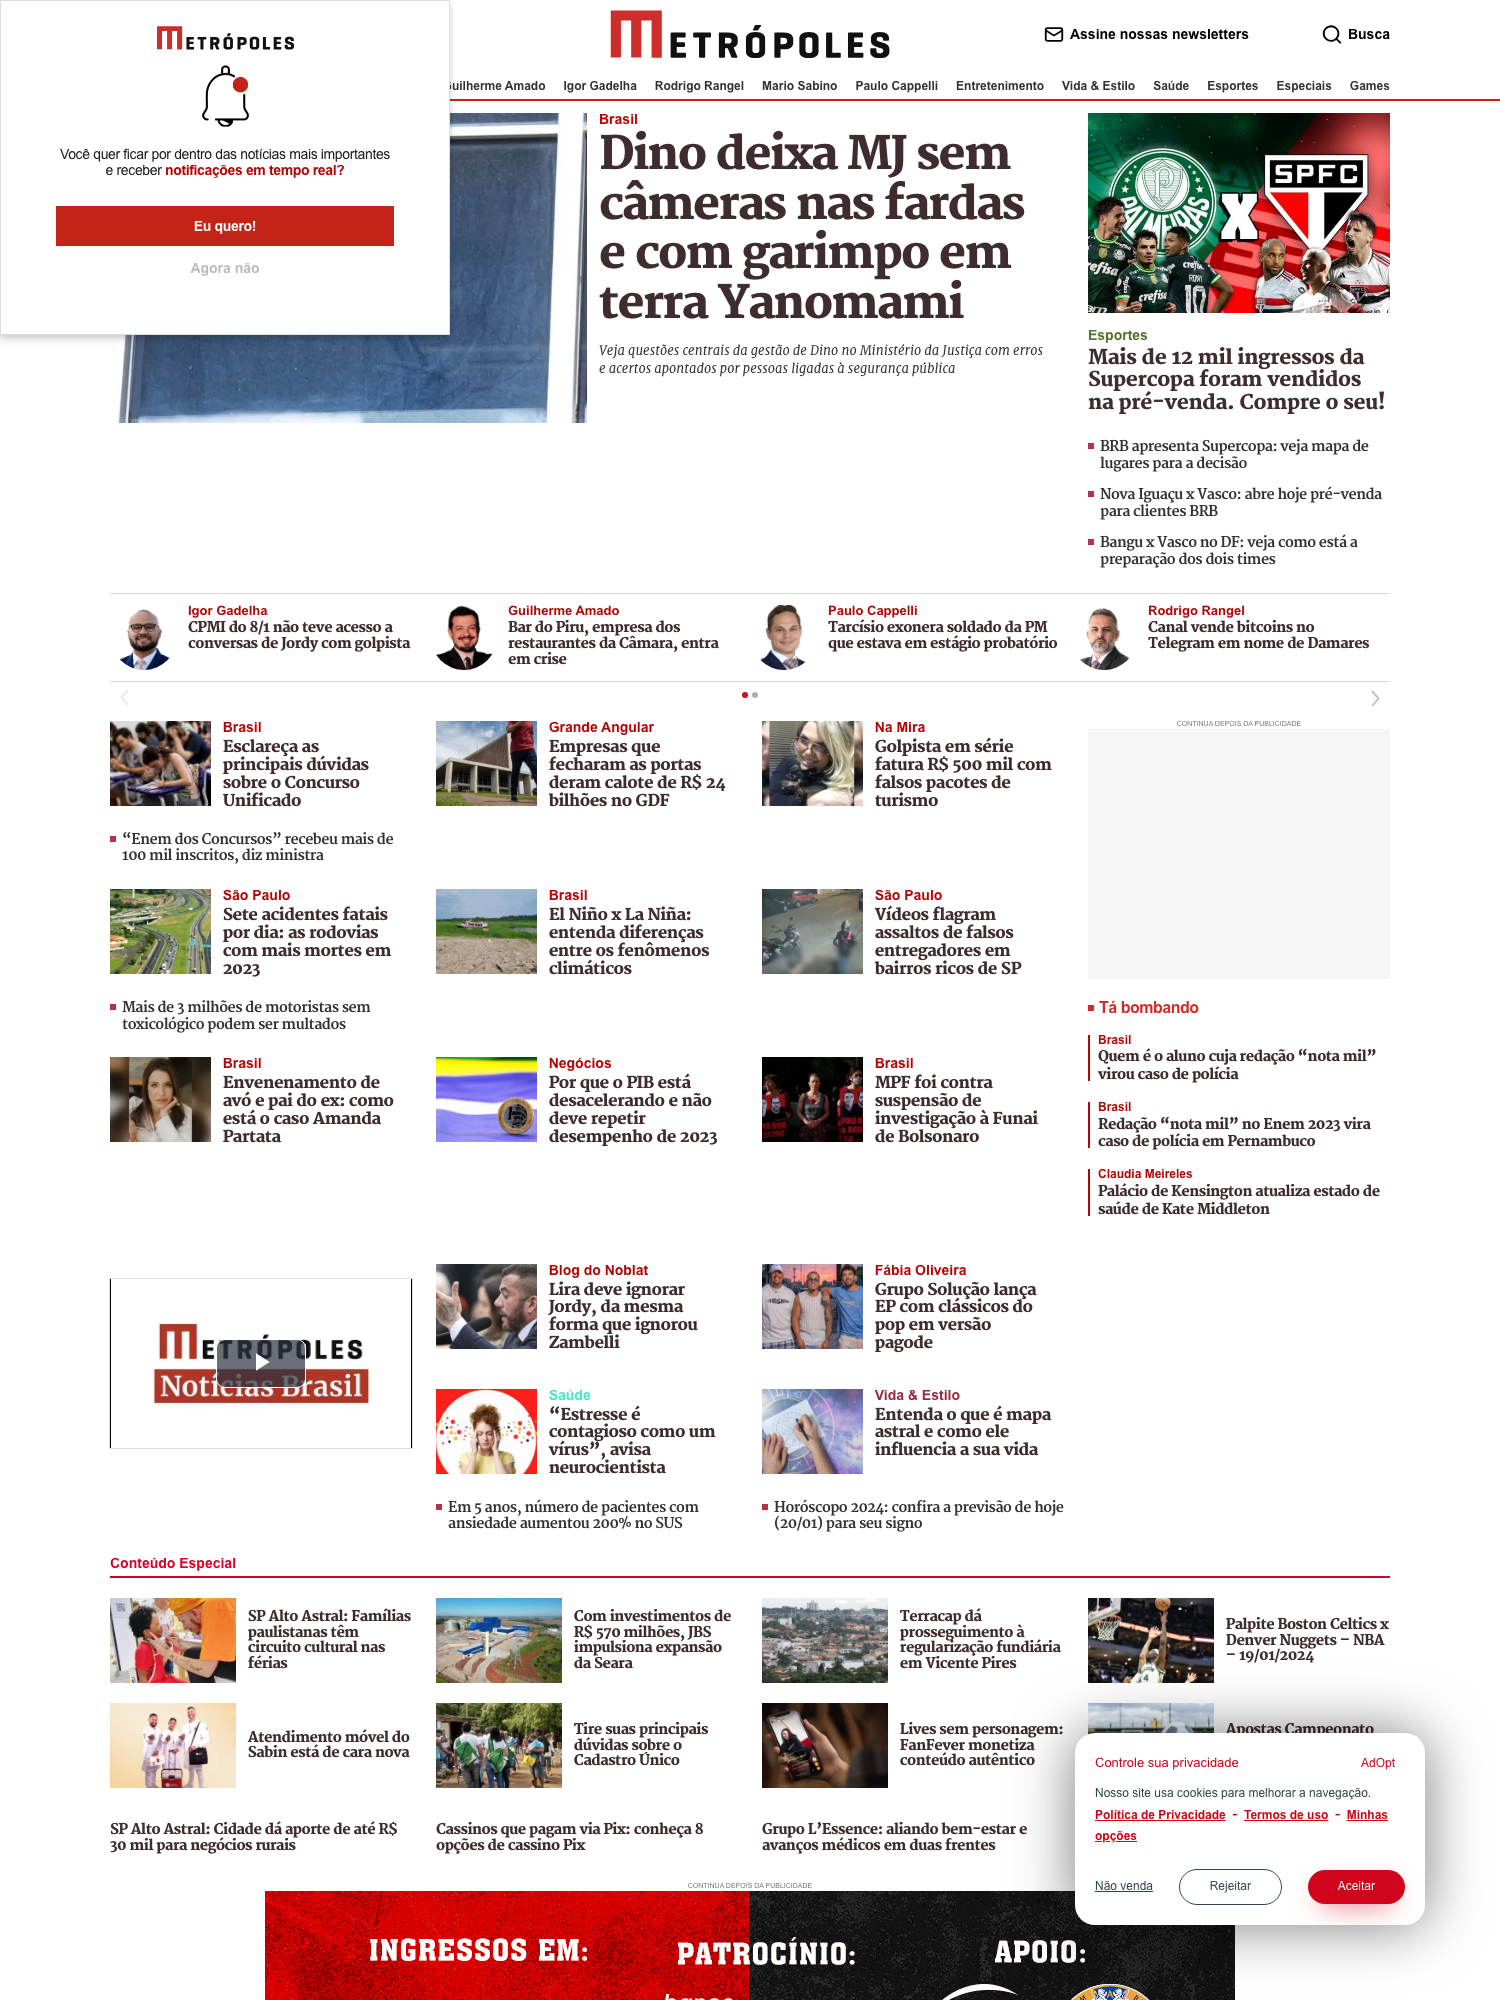 METRÓPOLES
Você quer ficar por dentro das notícias mais importantes
e receber notificações em tempo real?
Eu quero!
Agora não
METRÓPOLES
Assine nossas newsletters
Busca
Guilherme Amado Igor Gadelha Rodrigo Rangel Mario Sabino Paulo Cappelli Entretenimento Vida & Estilo Saúde Esportes Especiais Games
Brasil
Dino deixa MJ sem
câmeras nas fardas
e com garimpo em
terra Yanomami
Veja questões centrais da gestão de Dino no Ministério da Justiça com erros
e acertos apontados por pessoas ligadas à segurança pública
PALMEIRAS
X
SPFC
Esportes
Mais de 12 mil ingressos da
Supercopa foram vendidos
na pré-venda. Compre o seu!
BRB apresenta Supercopa: veja mapa de
lugares para a decisão
Nova Iguaçu x Vasco: abre hoje pré-venda
para clientes BRB
Bangu x Vasco no DF: veja como está a
preparação dos dois times
Igor Gadelha
CPMI do 8/1 não teve acesso a
conversas de Jordy com golpista
Guilherme Amado
Bar do Piru, empresa dos
restaurantes da Câmara, entra
em crise
Paulo Cappelli
Tarcísio exonera soldado da PM
que estava em estágio probatório
Rodrigo Rangel
Canal vende bitcoins no
Telegram em nome de Damares
Brasil
Esclareça as
principais dúvidas
sobre o Concurso
Unificado
“Enem dos Concursos” recebeu mais de
100 mil inscritos, diz ministra
Grande Angular
Empresas que
fecharam as portas
deram calote de R$ 24
bilhões no GDF
Na Mira
Golpista em série
fatura R$ 500 mil com
falsos pacotes de
turismo
CONTINUA DEPOIS DA PUBLICIDADE
São Paulo
Sete acidentes fatais
por dia: as rodovias
com mais mortes em
2023
Mais de 3 milhões de motoristas sem
toxicológico podem ser multados
Brasil
El Niño x La Niña:
entenda diferenças
entre os fenômenos
climáticos
São Paulo
Vídeos flagram
assaltos de falsos
entregadores em
bairros ricos de SP
Brasil
Envenenamento de
avó e pai do ex: como
está o caso Amanda
Partata
Negócios
Por que o PIB está
desacelerando e não
deve repetir
desempenho de 2023
Brasil
MPF foi contra
suspensão de
investigação à Funai
de Bolsonaro
Tá bombando
Brasil
Quem é o aluno cuja redação “nota mil”
virou caso de polícia
Brasil
Redação “nota mil” no Enem 2023 vira
caso de polícia em Pernambuco
Claudia Meireles
Palácio de Kensington atualiza estado de
saúde de Kate Middleton
METRÓPOLES
Notícias Brasil
Blog do Noblat
Lira deve ignorar
Jordy, da mesma
forma que ignorou
Zambelli
Fábia Oliveira
Grupo Solução lança
EP com clássicos do
pop em versão
pagode
Saúde
“Estresse é
contagioso como um
vírus”, avisa
neurocientista
Em 5 anos, número de pacientes com
ansiedade aumentou 200% no SUS
Vida & Estilo
Entenda o que é mapa
astral e como ele
influencia a sua vida
Horóscopo 2024: confira a previsão de hoje
(20/01) para seu signo
Conteúdo Especial
SP Alto Astral: Famílias
paulistanas têm
circuito cultural nas
férias
Com investimentos de
R$ 570 milhões, JBS
impulsiona expansão
da Seara
Terracap dá
prosseguimento à
regularização fundiária
em Vicente Pires
Palpite Boston Celtics x
Denver Nuggets – NBA
– 19/01/2024
Atendimento móvel do
Sabin está de cara nova
Tire suas principais
dúvidas sobre o
Cadastro Único
Lives sem personagem:
FanFever monetiza
conteúdo autêntico
Apostas Campeonato
SP Alto Astral: Cidade dá aporte de até R$
30 mil para negócios rurais
Cassinos que pagam via Pix: conheça 8
opções de cassino Pix
Grupo L’Essence: aliando bem-estar e
avanços médicos em duas frentes
Controle sua privacidade
AdOpt
Nosso site usa cookies para melhorar a navegação.
Política de Privacidade - Termos de uso - Minhas
opções
Não venda
Rejeitar
Aceitar
CONTINUA DEPOIS DA PUBLICIDADE
INGRESSOS EM:
PATROCÍNIO:
APOIO: